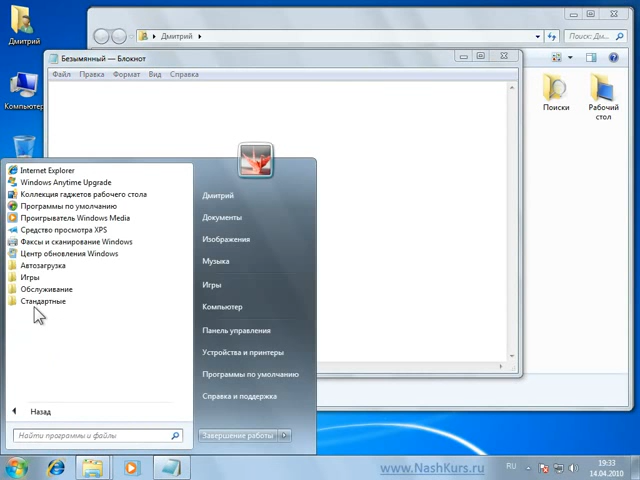 Дмитрий
Компьютер
Дмитрий
Поиск: Дм...
Безымянный — Блокнот
Файл Правка Формат Вид Справка
Поиски
Рабочий стол
Internet Explorer
Windows Anytime Upgrade
Коллекция гаджетов рабочего стола
Программы по умолчанию
Проигрыватель Windows Media
Средство просмотра XPS
Факсы и сканирование Windows
Центр обновления Windows
Автозагрузка
Игры
Обслуживание
Стандартные
Назад
Найти программы и файлы
Дмитрий
Документы
Изображения
Музыка
Игры
Компьютер
Панель управления
Устройства и принтеры
Программы по умолчанию
Справка и поддержка
Завершение работы
www.NashKurs.ru
RU
19:33
14.04.2010